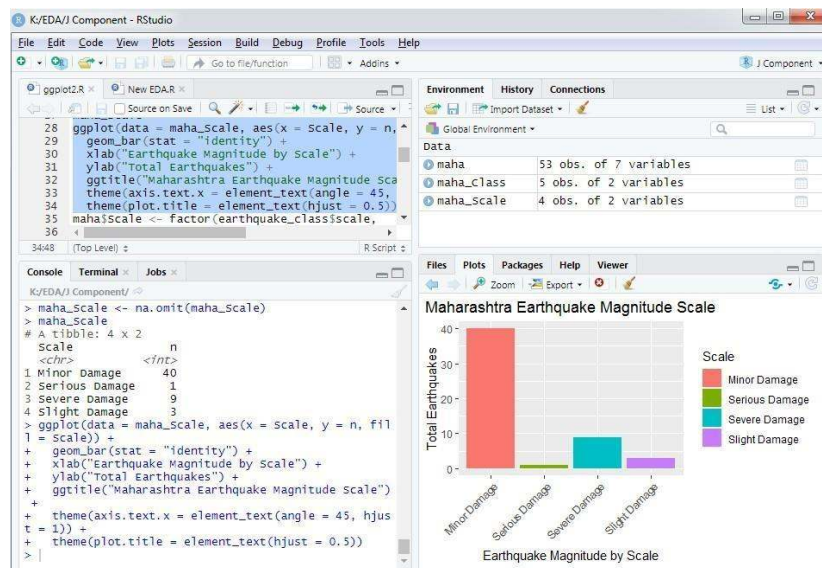 K:/EDA/J Component - RStudio
File Edit Code View Plots Session Build Debug Profile Tools Help
Go to file/function Addins
J Component
ggplot2.R New EDA.R
Source on Save Source
28 ggplot(data = maha_Scale, aes(x = Scale, y = n,
29 geom_bar(stat = "identity") +
30 xlab("Earthquake Magnitude by Scale") +
31 ylab("Total Earthquakes") +
32 ggtitle("Maharashtra Earthquake Magnitude Sca
33 theme(axis.text.x = element_text(angle = 45,
34 theme(plot.title = element_text(hjust = 0.5))
35 maha$scale <- factor(earthquake_class$scale,
36
34:48 (Top Level) R Script
Console Terminal Jobs
K:/EDA/J Component/
> maha_Scale <- na.omit(maha_Scale)
> maha_Scale
# A tibble: 4 x 2
Scale n
<chr> <int>
1 Minor Damage 40
2 Serious Damage 1
3 Severe Damage 9
4 Slight Damage 3
> ggplot(data = maha_Scale, aes(x = Scale, y = n, fil
l = Scale)) +
+ geom_bar(stat = "identity") +
+ xlab("Earthquake Magnitude by Scale") +
+ ylab("Total Earthquakes") +
+ ggtitle("Maharashtra Earthquake Magnitude Scale")
+
+ theme(axis.text.x = element_text(angle = 45, hjus
t = 1)) +
+ theme(plot.title = element_text(hjust = 0.5))
>
Environment History Connections
Import Dataset List
Global Environment
Data
maha 53 obs. of 7 variables
maha_Class 5 obs. of 2 variables
maha_Scale 4 obs. of 2 variables
Files Plots Packages Help Viewer
Zoom Export
Maharashtra Earthquake Magnitude Scale
Total Earthquakes
40
30
20
10
0
Minor Damage
Serious Damage
Severe Damage
Slight Damage
Earthquake Magnitude by Scale
Scale
Minor Damage
Serious Damage
Severe Damage
Slight Damage